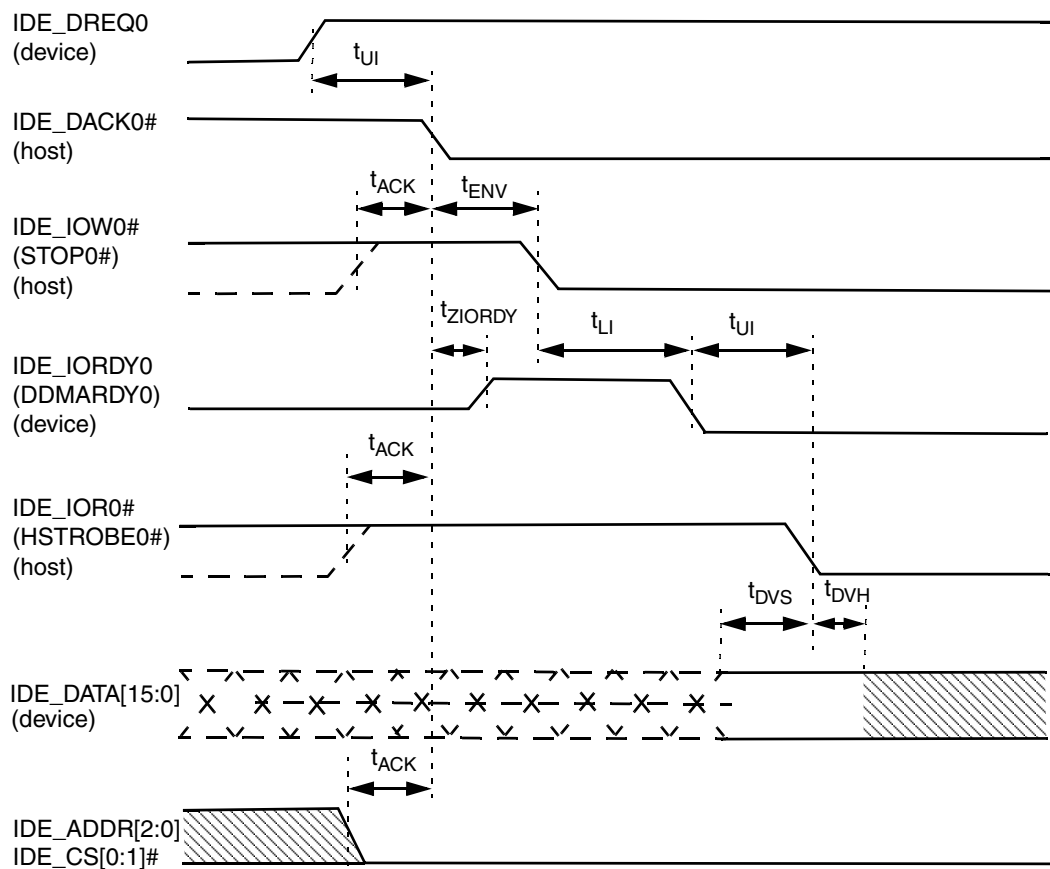 IDE_DREQ0
(device)
tUI
IDE_DACK0#
(host)
tACK
tENV
IDE_IOW0#
(STOP0#)
(host)
tZIORDY
tLI
tUI
IDE_IORDY0
(DDMARDY0)
(device)
tACK
IDE_IOR0#
(HSTROBE0#)
(host)
tDVS
tDVH
IDE_DATA[15:0]
(device)
tACK
IDE_ADDR[2:0]
IDE_CS[0:1]#